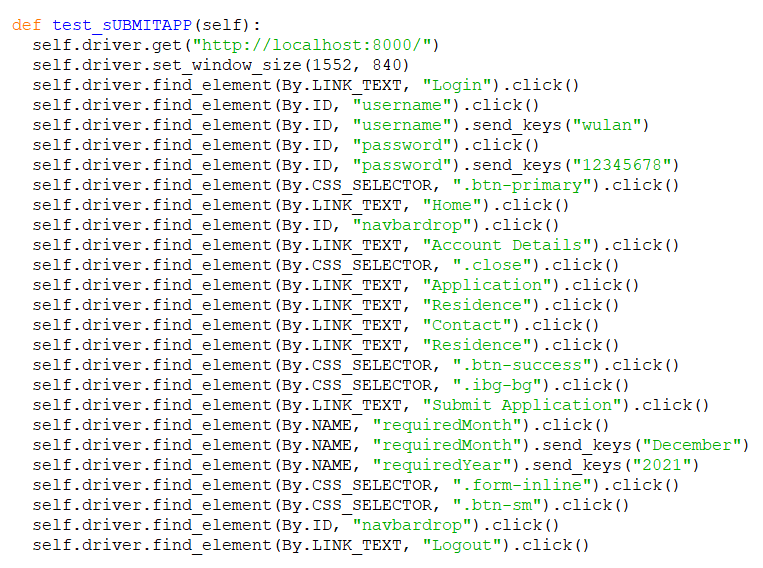 def test_sUBMITAPP(self):
  self.driver.get("http://localhost:8000/")
  self.driver.set_window_size(1552, 840)
  self.driver.find_element(By.LINK_TEXT, "Login").click()
  self.driver.find_element(By.ID, "username").click()
  self.driver.find_element(By.ID, "username").send_keys("wulan")
  self.driver.find_element(By.ID, "password").click()
  self.driver.find_element(By.ID, "password").send_keys("12345678")
  self.driver.find_element(By.CSS_SELECTOR, ".btn-primary").click()
  self.driver.find_element(By.LINK_TEXT, "Home").click()
  self.driver.find_element(By.ID, "navbardrop").click()
  self.driver.find_element(By.LINK_TEXT, "Account Details").click()
  self.driver.find_element(By.CSS_SELECTOR, ".close").click()
  self.driver.find_element(By.LINK_TEXT, "Application").click()
  self.driver.find_element(By.LINK_TEXT, "Residence").click()
  self.driver.find_element(By.LINK_TEXT, "Contact").click()
  self.driver.find_element(By.LINK_TEXT, "Residence").click()
  self.driver.find_element(By.CSS_SELECTOR, ".btn-success").click()
  self.driver.find_element(By.CSS_SELECTOR, ".ibg-bg").click()
  self.driver.find_element(By.LINK_TEXT, "Submit Application").click()
  self.driver.find_element(By.NAME, "requiredMonth").click()
  self.driver.find_element(By.NAME, "requiredMonth").send_keys("December")
  self.driver.find_element(By.NAME, "requiredYear").send_keys("2021")
  self.driver.find_element(By.CSS_SELECTOR, ".form-inline").click()
  self.driver.find_element(By.CSS_SELECTOR, ".btn-sm").click()
  self.driver.find_element(By.ID, "navbardrop").click()
  self.driver.find_element(By.LINK_TEXT, "Logout").click()